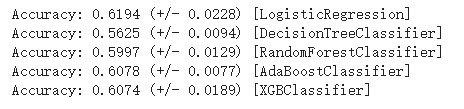 Accuracy: 0.6194 (+/- 0.0228) [LogisticRegression]
Accuracy: 0.5625 (+/- 0.0094) [DecisionTreeClassifier]
Accuracy: 0.5997 (+/- 0.0129) [RandomForestClassifier]
Accuracy: 0.6078 (+/- 0.0077) [AdaBoostClassifier]
Accuracy: 0.6074 (+/- 0.0189) [XGBClassifier]